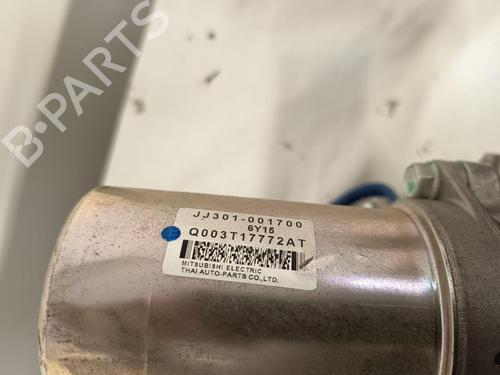 B-PARTS
JJ301-001700
6Y15
Q003T17772AT
MITSUBISHI ELECTRIC
THAI AUTO-PARTS CO.,LTD.